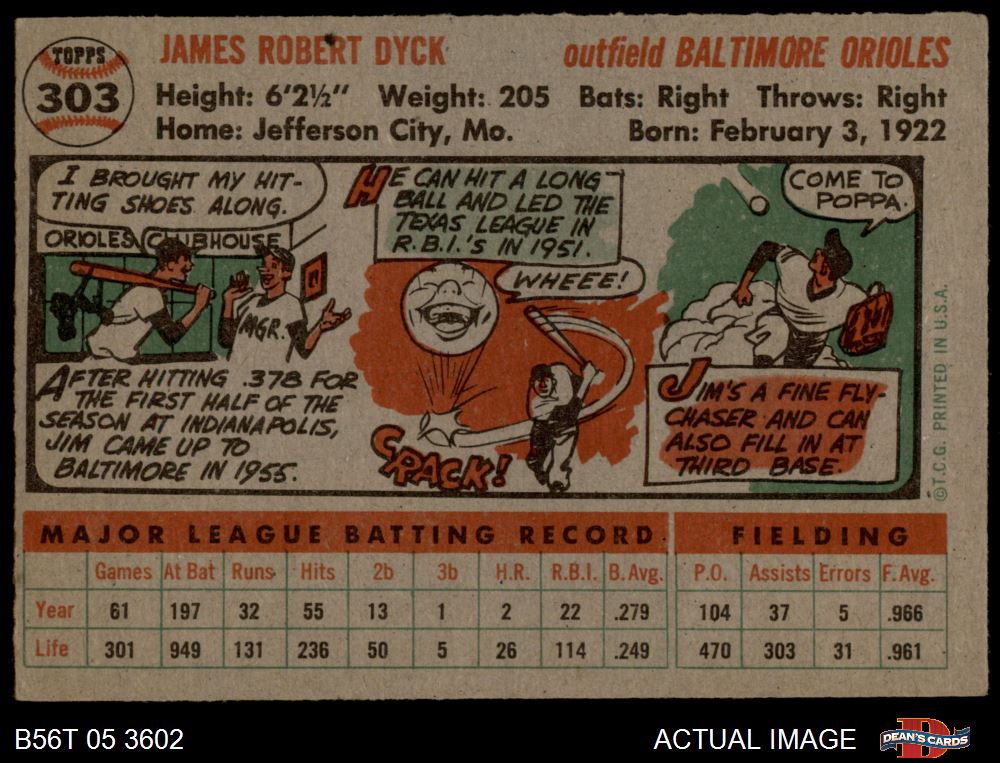 TOPPS
303
JAMES ROBERT DYCK
outfield BALTIMORE ORIOLES
Height: 6'2½" Weight: 205 Bats: Right Throws: Right
Home: Jefferson City, Mo. Born: February 3, 1922
I BROUGHT MY HIT-
TING SHOES ALONG.
ORIOLES CLUBHOUSE
MGR.
AFTER HITTING .378 FOR
THE FIRST HALF OF THE
SEASON AT INDIANAPOLIS,
JIM CAME UP TO
BALTIMORE IN 1955.
HE CAN HIT A LONG
BALL AND LED THE
TEXAS LEAGUE IN
R.B.I.'S IN 1951.
WHEEE!
CRACK!
COME TO
POPPA.
JIM'S A FINE FLY-
CHASER AND CAN
ALSO FILL IN AT
THIRD BASE.
©T.C.G. PRINTED IN U.S.A.
MAJOR LEAGUE BATTING RECORD FIELDING
Games At Bat Runs Hits 2b 3b H.R. R.B.I. B.Avg. P.O. Assists Errors F.Avg.
Year 61 197 32 55 13 1 2 22 .279 104 37 5 .966
Life 301 949 131 236 50 5 26 114 .249 470 303 31 .961
B56T 05 3602
ACTUAL IMAGE
D
DEAN'S CARDS